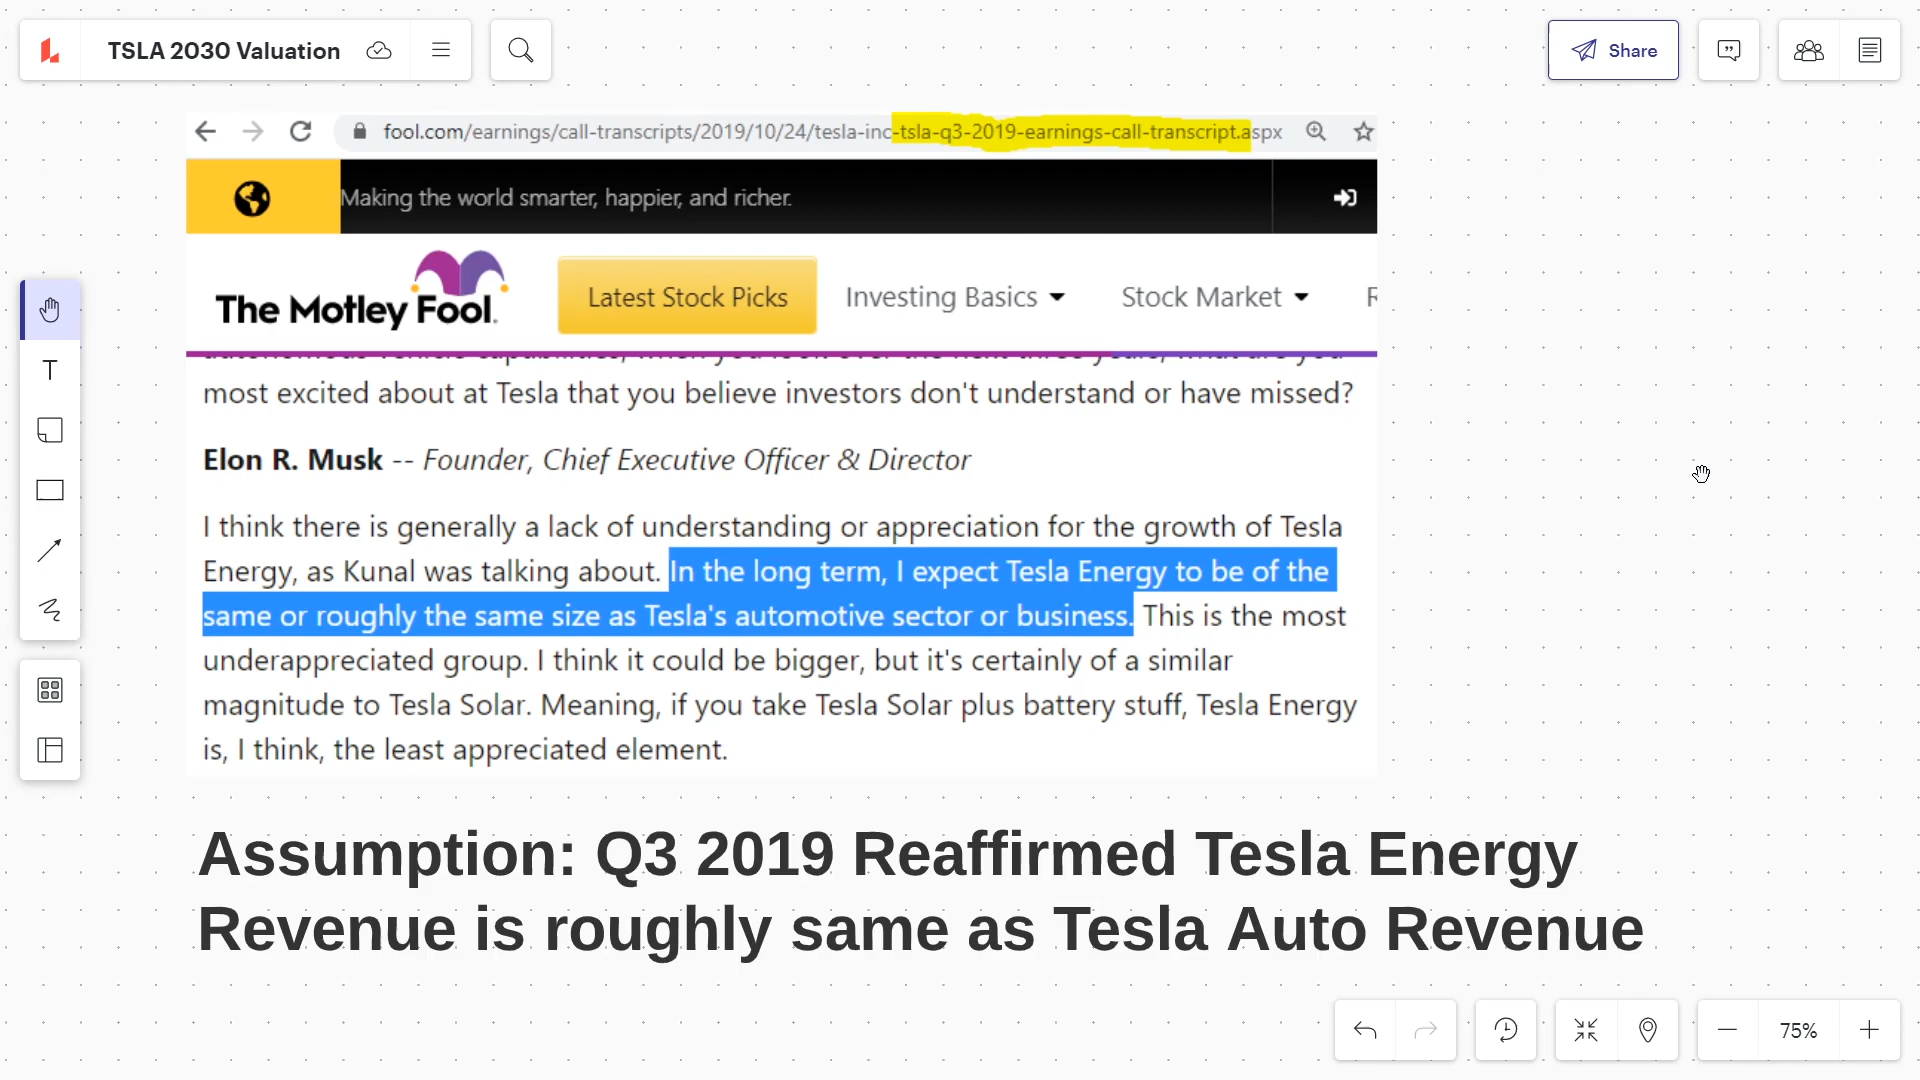 TSLA 2030 Valuation
Share
fool.com/earnings/call-transcripts/2019/10/24/tesla-inc-tsla-q3-2019-earnings-call-transcript.aspx
Making the world smarter, happier, and richer.
The Motley Fool.
Latest Stock Picks
Investing Basics
Stock Market
most excited about at Tesla that you believe investors don't understand or have missed?
Elon R. Musk -- Founder, Chief Executive Officer & Director
I think there is generally a lack of understanding or appreciation for the growth of Tesla
Energy, as Kunal was talking about. In the long term, I expect Tesla Energy to be of the
same or roughly the same size as Tesla's automotive sector or business. This is the most
underappreciated group. I think it could be bigger, but it's certainly of a similar
magnitude to Tesla Solar. Meaning, if you take Tesla Solar plus battery stuff, Tesla Energy
is, I think, the least appreciated element.
T
Assumption: Q3 2019 Reaffirmed Tesla Energy
Revenue is roughly same as Tesla Auto Revenue
75%